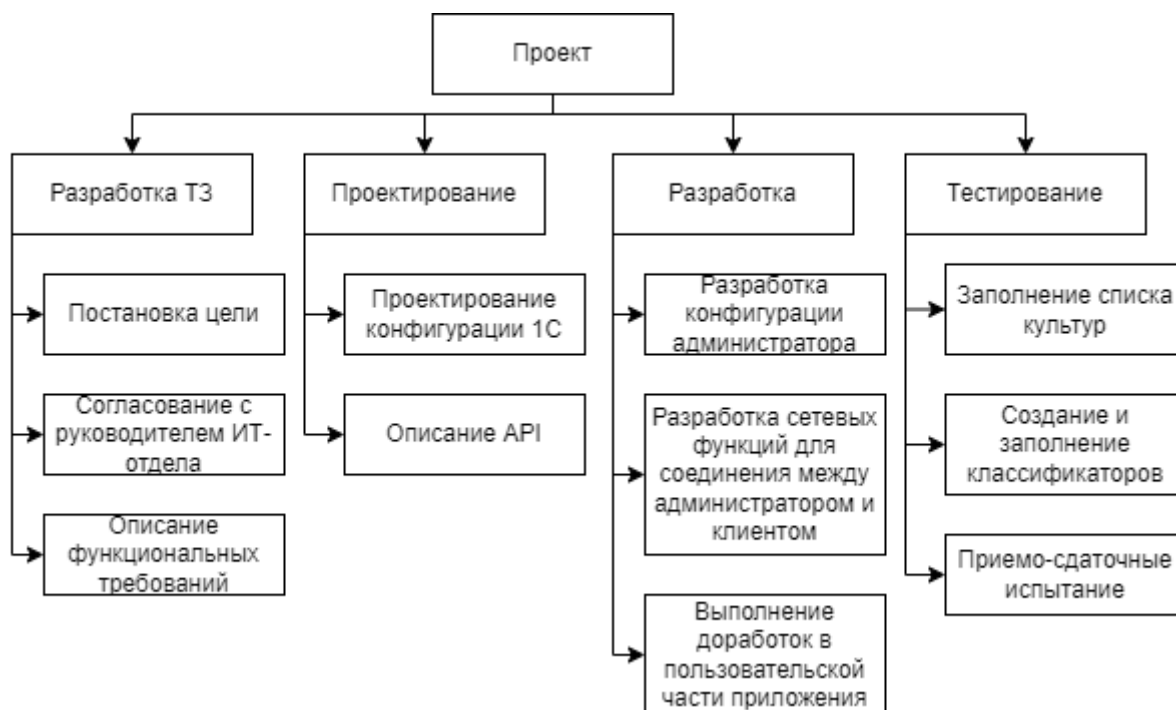 Проект
Разработка ТЗ
Постановка цели
Согласование с
руководителем ИТ-
отдела
Описание
функциональных
требований
Проектирование
Проектирование
конфигурации 1С
Описание API
Разработка
Разработка
конфигурации
администратора
Разработка сетевых
функций для
соединения между
администратором и
клиентом
Выполнение
доработок в
пользовательской
части приложения
Тестирование
Заполнение списка
культур
Создание и
заполнение
классификаторов
Приемо-сдаточные
испытание